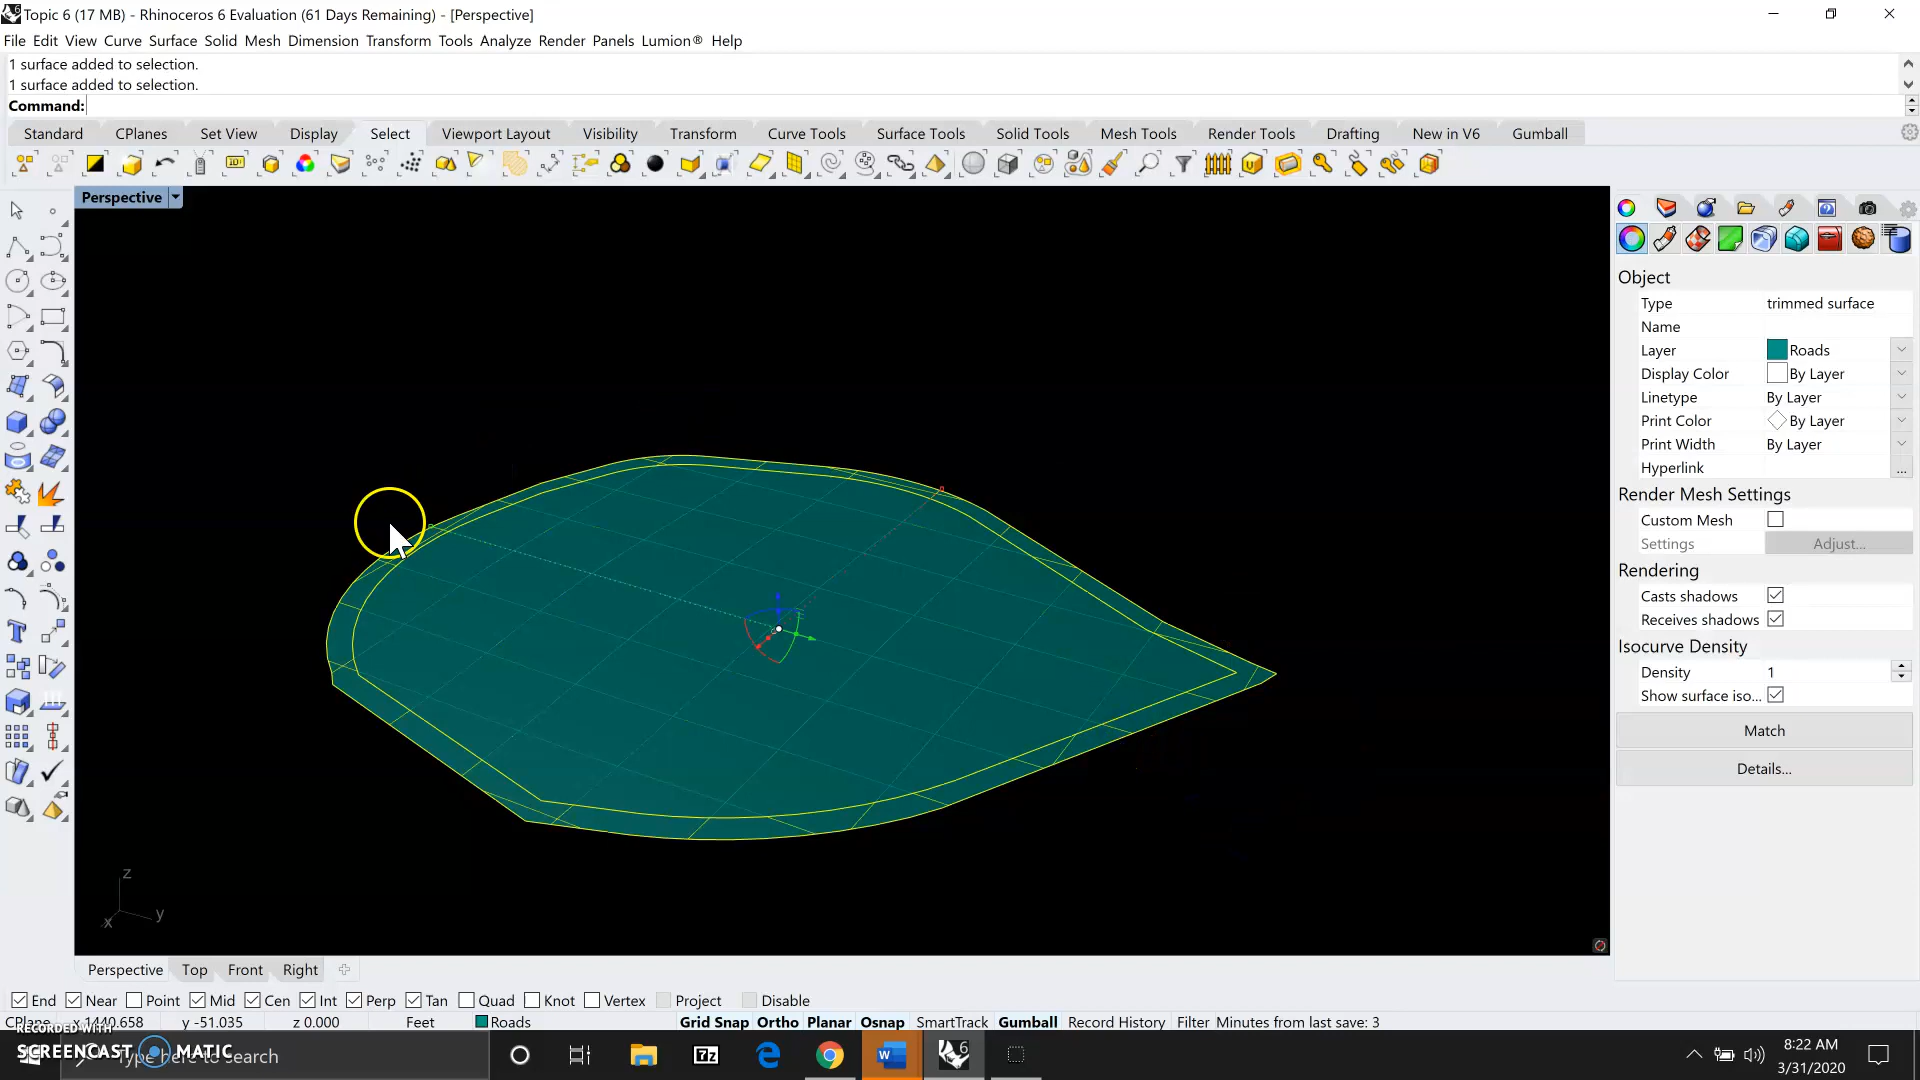 Topic 6 (17 MB) - Rhinoceros 6 Evaluation (61 Days Remaining) - [Perspective]
File Edit View Curve Surface Solid Mesh Dimension Transform Tools Analyze Render Panels Lumion® Help
1 surface added to selection.
1 surface added to selection.
Command:
Standard CPlanes Set View Display Select Viewport Layout Visibility Transform Curve Tools Surface Tools Solid Tools Mesh Tools Render Tools Drafting New in V6 Gumball
Perspective
Object
Type trimmed surface
Name
Layer Roads
Display Color By Layer
Linetype By Layer
Print Color By Layer
Print Width By Layer
Hyperlink ...
Render Mesh Settings
Custom Mesh
Settings Adjust...
Rendering
Casts shadows
Receives shadows
Isocurve Density
Density 1
Show surface iso...
Match
Details...
z
y
x
Perspective Top Front Right
End Near Point Mid Cen Int Perp Tan Quad Knot Vertex Project Disable
CPlane x 1440.658 y -51.035 z 0.000 Feet Roads Grid Snap Ortho Planar Osnap SmartTrack Gumball Record History Filter Minutes from last save: 3
RECORDED WITH
SCREENCAST MATIC
Type here to search
7z
W
6
8:22 AM
3/31/2020